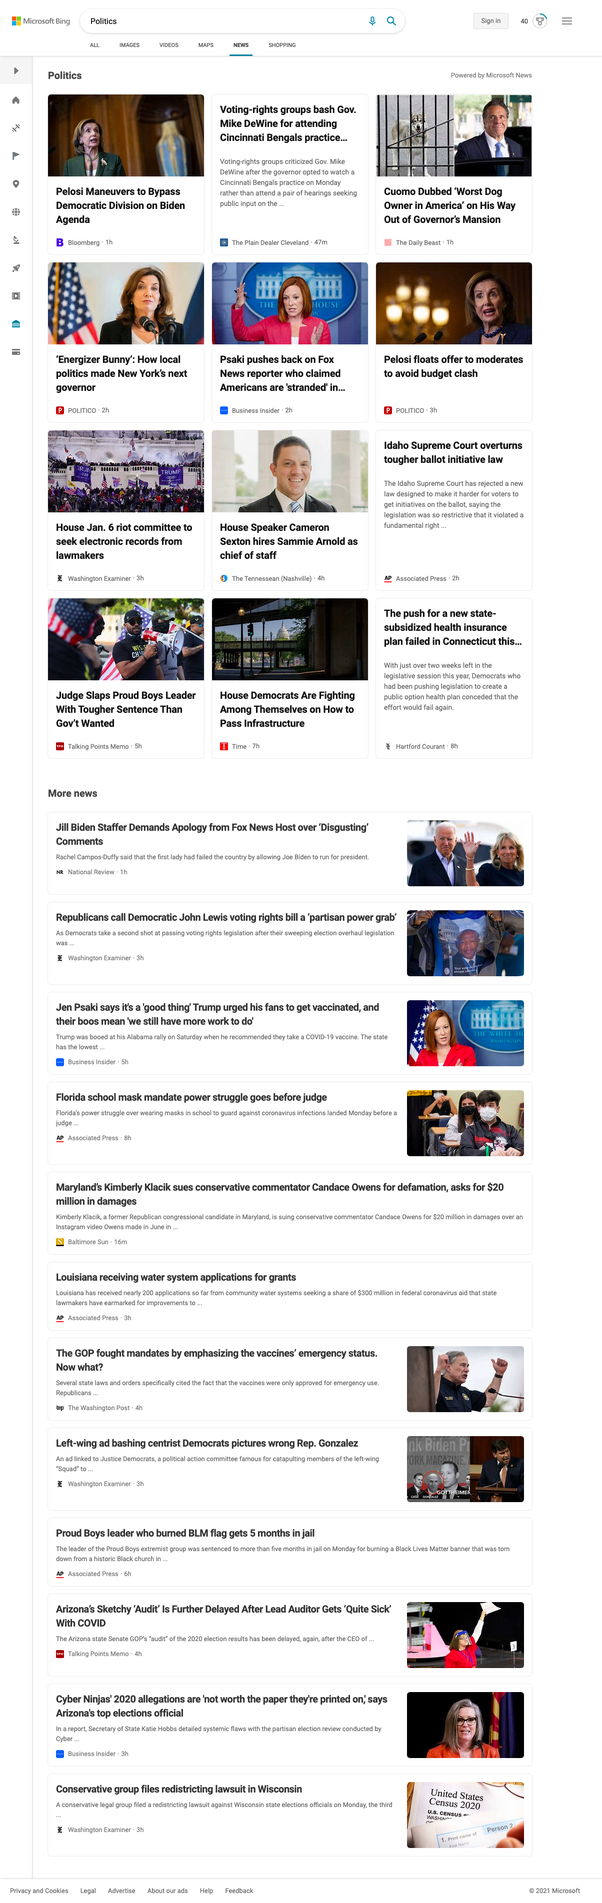 Microsoft Bing
Politics
Sign in
40
ALL
IMAGES
VIDEOS
MAPS
NEWS
SHOPPING
Politics
Powered by Microsoft News
Pelosi Maneuvers to Bypass
Democratic Division on Biden
Agenda
Bloomberg · 1h
Voting-rights groups bash Gov.
Mike DeWine for attending
Cincinnati Bengals practice...
Voting-rights groups criticized Gov. Mike
DeWine after the governor opted to watch a
Cincinnati Bengals practice on Monday
rather than attend a pair of hearings seeking
public input on the ...
The Plain Dealer Cleveland · 47m
Cuomo Dubbed 'Worst Dog
Owner in America' on His Way
Out of Governor's Mansion
The Daily Beast · 1h
'Energizer Bunny': How local
politics made New York's next
governor
POLITICO · 2h
Psaki pushes back on Fox
News reporter who claimed
Americans are 'stranded' in...
Business Insider · 2h
Pelosi floats offer to moderates
to avoid budget clash
POLITICO · 3h
TRUMP
House Jan. 6 riot committee to
seek electronic records from
lawmakers
Washington Examiner · 3h
House Speaker Cameron
Sexton hires Sammie Arnold as
chief of staff
The Tennessean (Nashville) · 4h
Idaho Supreme Court overturns
tougher ballot initiative law
The Idaho Supreme Court has rejected a new
law designed to make it harder for voters to
get initiatives on the ballot, saying the
legislation was so restrictive that it violated a
fundamental right ...
AP Associated Press · 2h
Judge Slaps Proud Boys Leader
With Tougher Sentence Than
Gov't Wanted
Talking Points Memo · 5h
House Democrats Are Fighting
Among Themselves on How to
Pass Infrastructure
Time · 7h
The push for a new state-
subsidized health insurance
plan failed in Connecticut this...
With just over two weeks left in the
legislative session this year, Democrats who
had been pushing legislation to create a
public option health plan conceded that the
effort would fail again.
Hartford Courant · 8h
More news
Jill Biden Staffer Demands Apology from Fox News Host over 'Disgusting'
Comments
Rachel Campos-Duffy said that the first lady had failed the country by allowing Joe Biden to run for president.
NR National Review · 1h
Republicans call Democratic John Lewis voting rights bill a 'partisan power grab'
As Democrats take a second shot at passing voting rights legislation after their sweeping election overhaul legislation
was ...
Washington Examiner · 3h
Jen Psaki says it's a 'good thing' Trump urged his fans to get vaccinated, and
their boos mean 'we still have more work to do'
Trump was booed at his Alabama rally on Saturday when he recommended they take a COVID-19 vaccine. The state
has the lowest ...
Business Insider · 5h
Florida school mask mandate power struggle goes before judge
Florida's power struggle over wearing masks in school to guard against coronavirus infections landed Monday before a
judge ...
AP Associated Press · 8h
Maryland's Kimberly Klacik sues conservative commentator Candace Owens for defamation, asks for $20
million in damages
Kimberly Klacik, a former Republican congressional candidate in Maryland, is suing conservative commentator Candace Owens for $20 million in damages over an
Instagram video Owens made in June in ...
Baltimore Sun · 16m
Louisiana receiving water system applications for grants
Louisiana has received nearly 200 applications so far from community water systems seeking a share of $300 million in federal coronavirus aid that state
lawmakers have earmarked for improvements to ...
AP Associated Press · 3h
The GOP fought mandates by emphasizing the vaccines' emergency status.
Now what?
Several state laws and orders specifically cited the fact that the vaccines were only approved for emergency use.
Republicans ...
wp The Washington Post · 4h
Left-wing ad bashing centrist Democrats pictures wrong Rep. Gonzalez
An ad linked to Justice Democrats, a political action committee famous for catapulting members of the left-wing
"Squad" to ...
Washington Examiner · 3h
Proud Boys leader who burned BLM flag gets 5 months in jail
The leader of the Proud Boys extremist group was sentenced to more than five months in jail on Monday for burning a Black Lives Matter banner that was torn
down from a historic Black church in ...
AP Associated Press · 6h
Arizona's Sketchy 'Audit' Is Further Delayed After Lead Auditor Gets 'Quite Sick'
With COVID
The Arizona state Senate GOP's "audit" of the 2020 election results has been delayed, again, after the CEO of ...
Talking Points Memo · 4h
Cyber Ninjas' 2020 allegations are 'not worth the paper they're printed on,' says
Arizona's top elections official
In a report, Secretary of State Katie Hobbs detailed systemic flaws with the partisan election review conducted by
Cyber ...
Business Insider · 3h
Conservative group files redistricting lawsuit in Wisconsin
A conservative legal group filed a redistricting lawsuit against Wisconsin state elections officials on Monday, the third
...
Washington Examiner · 3h
United States
Census 2020
Person 2
Privacy and Cookies
Legal
Advertise
About our ads
Help
Feedback
© 2021 Microsoft